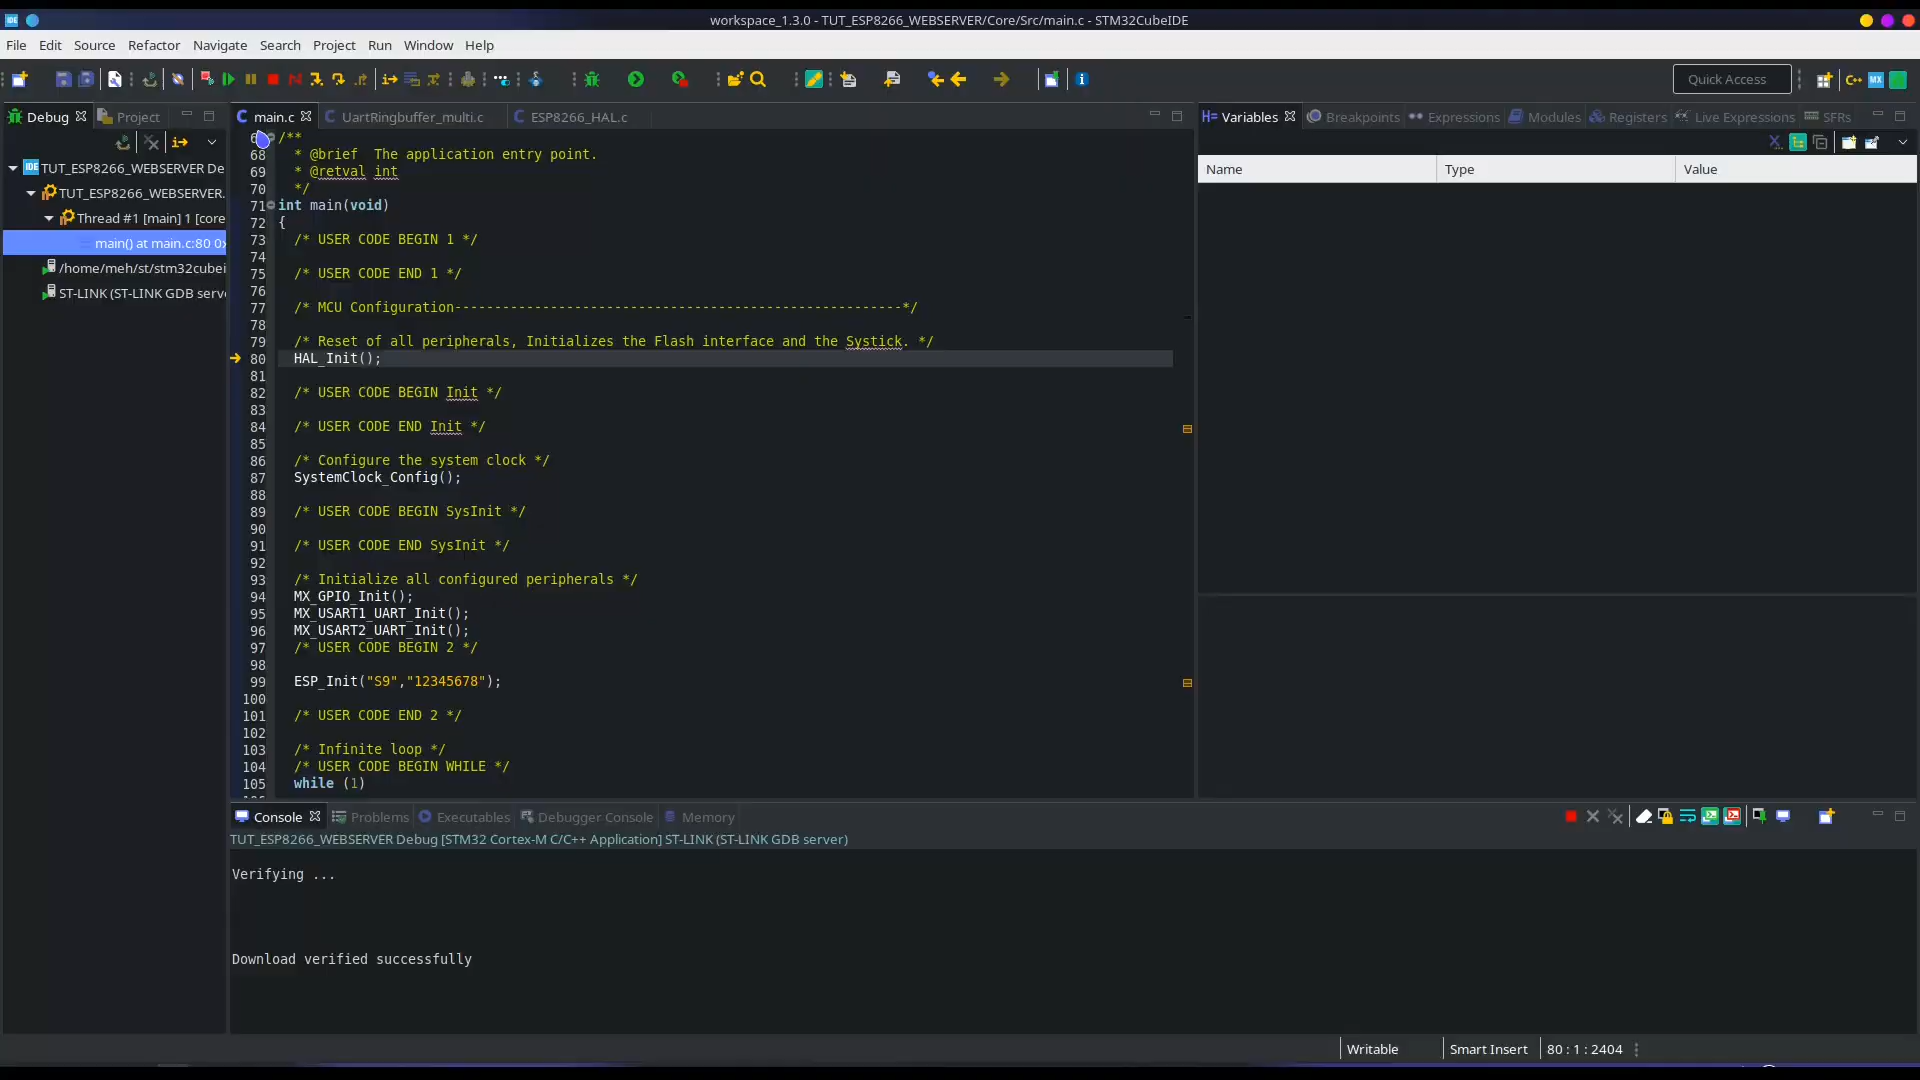 workspace_1.3.0 - TUT_ESP8266_WEBSERVER/Core/Src/main.c - STM32CubeIDE
File Edit Source Refactor Navigate Search Project Run Window Help
Quick Access
Debug Project
TUT_ESP8266_WEBSERVER De
TUT_ESP8266_WEBSERVER.
Thread #1 [main] 1 [core
main() at main.c:80 0x
/home/meh/st/stm32cubei
ST-LINK (ST-LINK GDB serve
main.c UartRingbuffer_multi.c ESP8266_HAL.c
/**
68 * @brief  The application entry point.
69 * @retval int
70 */
71 int main(void)
72 {
73 /* USER CODE BEGIN 1 */
74
75 /* USER CODE END 1 */
76
77 /* MCU Configuration--------------------------------------------------------*/
78
79 /* Reset of all peripherals, Initializes the Flash interface and the Systick. */
80 HAL_Init();
81
82 /* USER CODE BEGIN Init */
83
84 /* USER CODE END Init */
85
86 /* Configure the system clock */
87 SystemClock_Config();
88
89 /* USER CODE BEGIN SysInit */
90
91 /* USER CODE END SysInit */
92
93 /* Initialize all configured peripherals */
94 MX_GPIO_Init();
95 MX_USART1_UART_Init();
96 MX_USART2_UART_Init();
97 /* USER CODE BEGIN 2 */
98
99 ESP_Init("S9","12345678");
100
101 /* USER CODE END 2 */
102
103 /* Infinite loop */
104 /* USER CODE BEGIN WHILE */
105 while (1)
Variables Breakpoints Expressions Modules Registers Live Expressions SFRs
Name Type Value
Console Problems Executables Debugger Console Memory
TUT_ESP8266_WEBSERVER Debug [STM32 Cortex-M C/C++ Application] ST-LINK (ST-LINK GDB server)
Verifying ...
Download verified successfully
Writable Smart Insert 80 : 1 : 2404